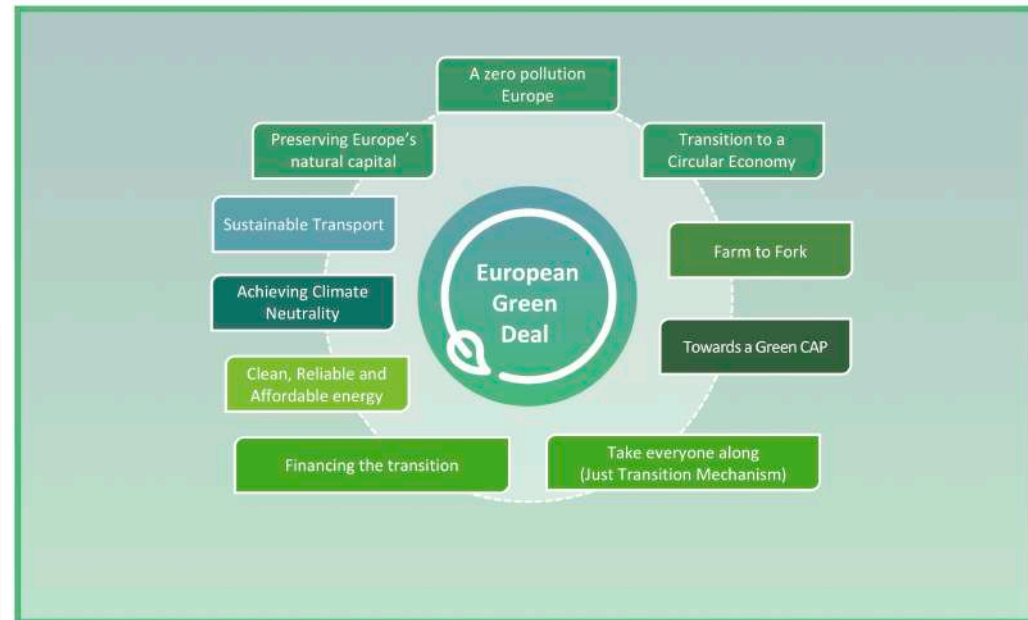 A zero pollution
Europe
Preserving Europe's
natural capital
Transition to a
Circular Economy
Sustainable Transport
Farm to Fork
European
Green
Deal
Achieving Climate
Neutrality
Towards a Green CAP
Clean, Reliable and
Affordable energy
Financing the transition
Take everyone along
(Just Transition Mechanism)